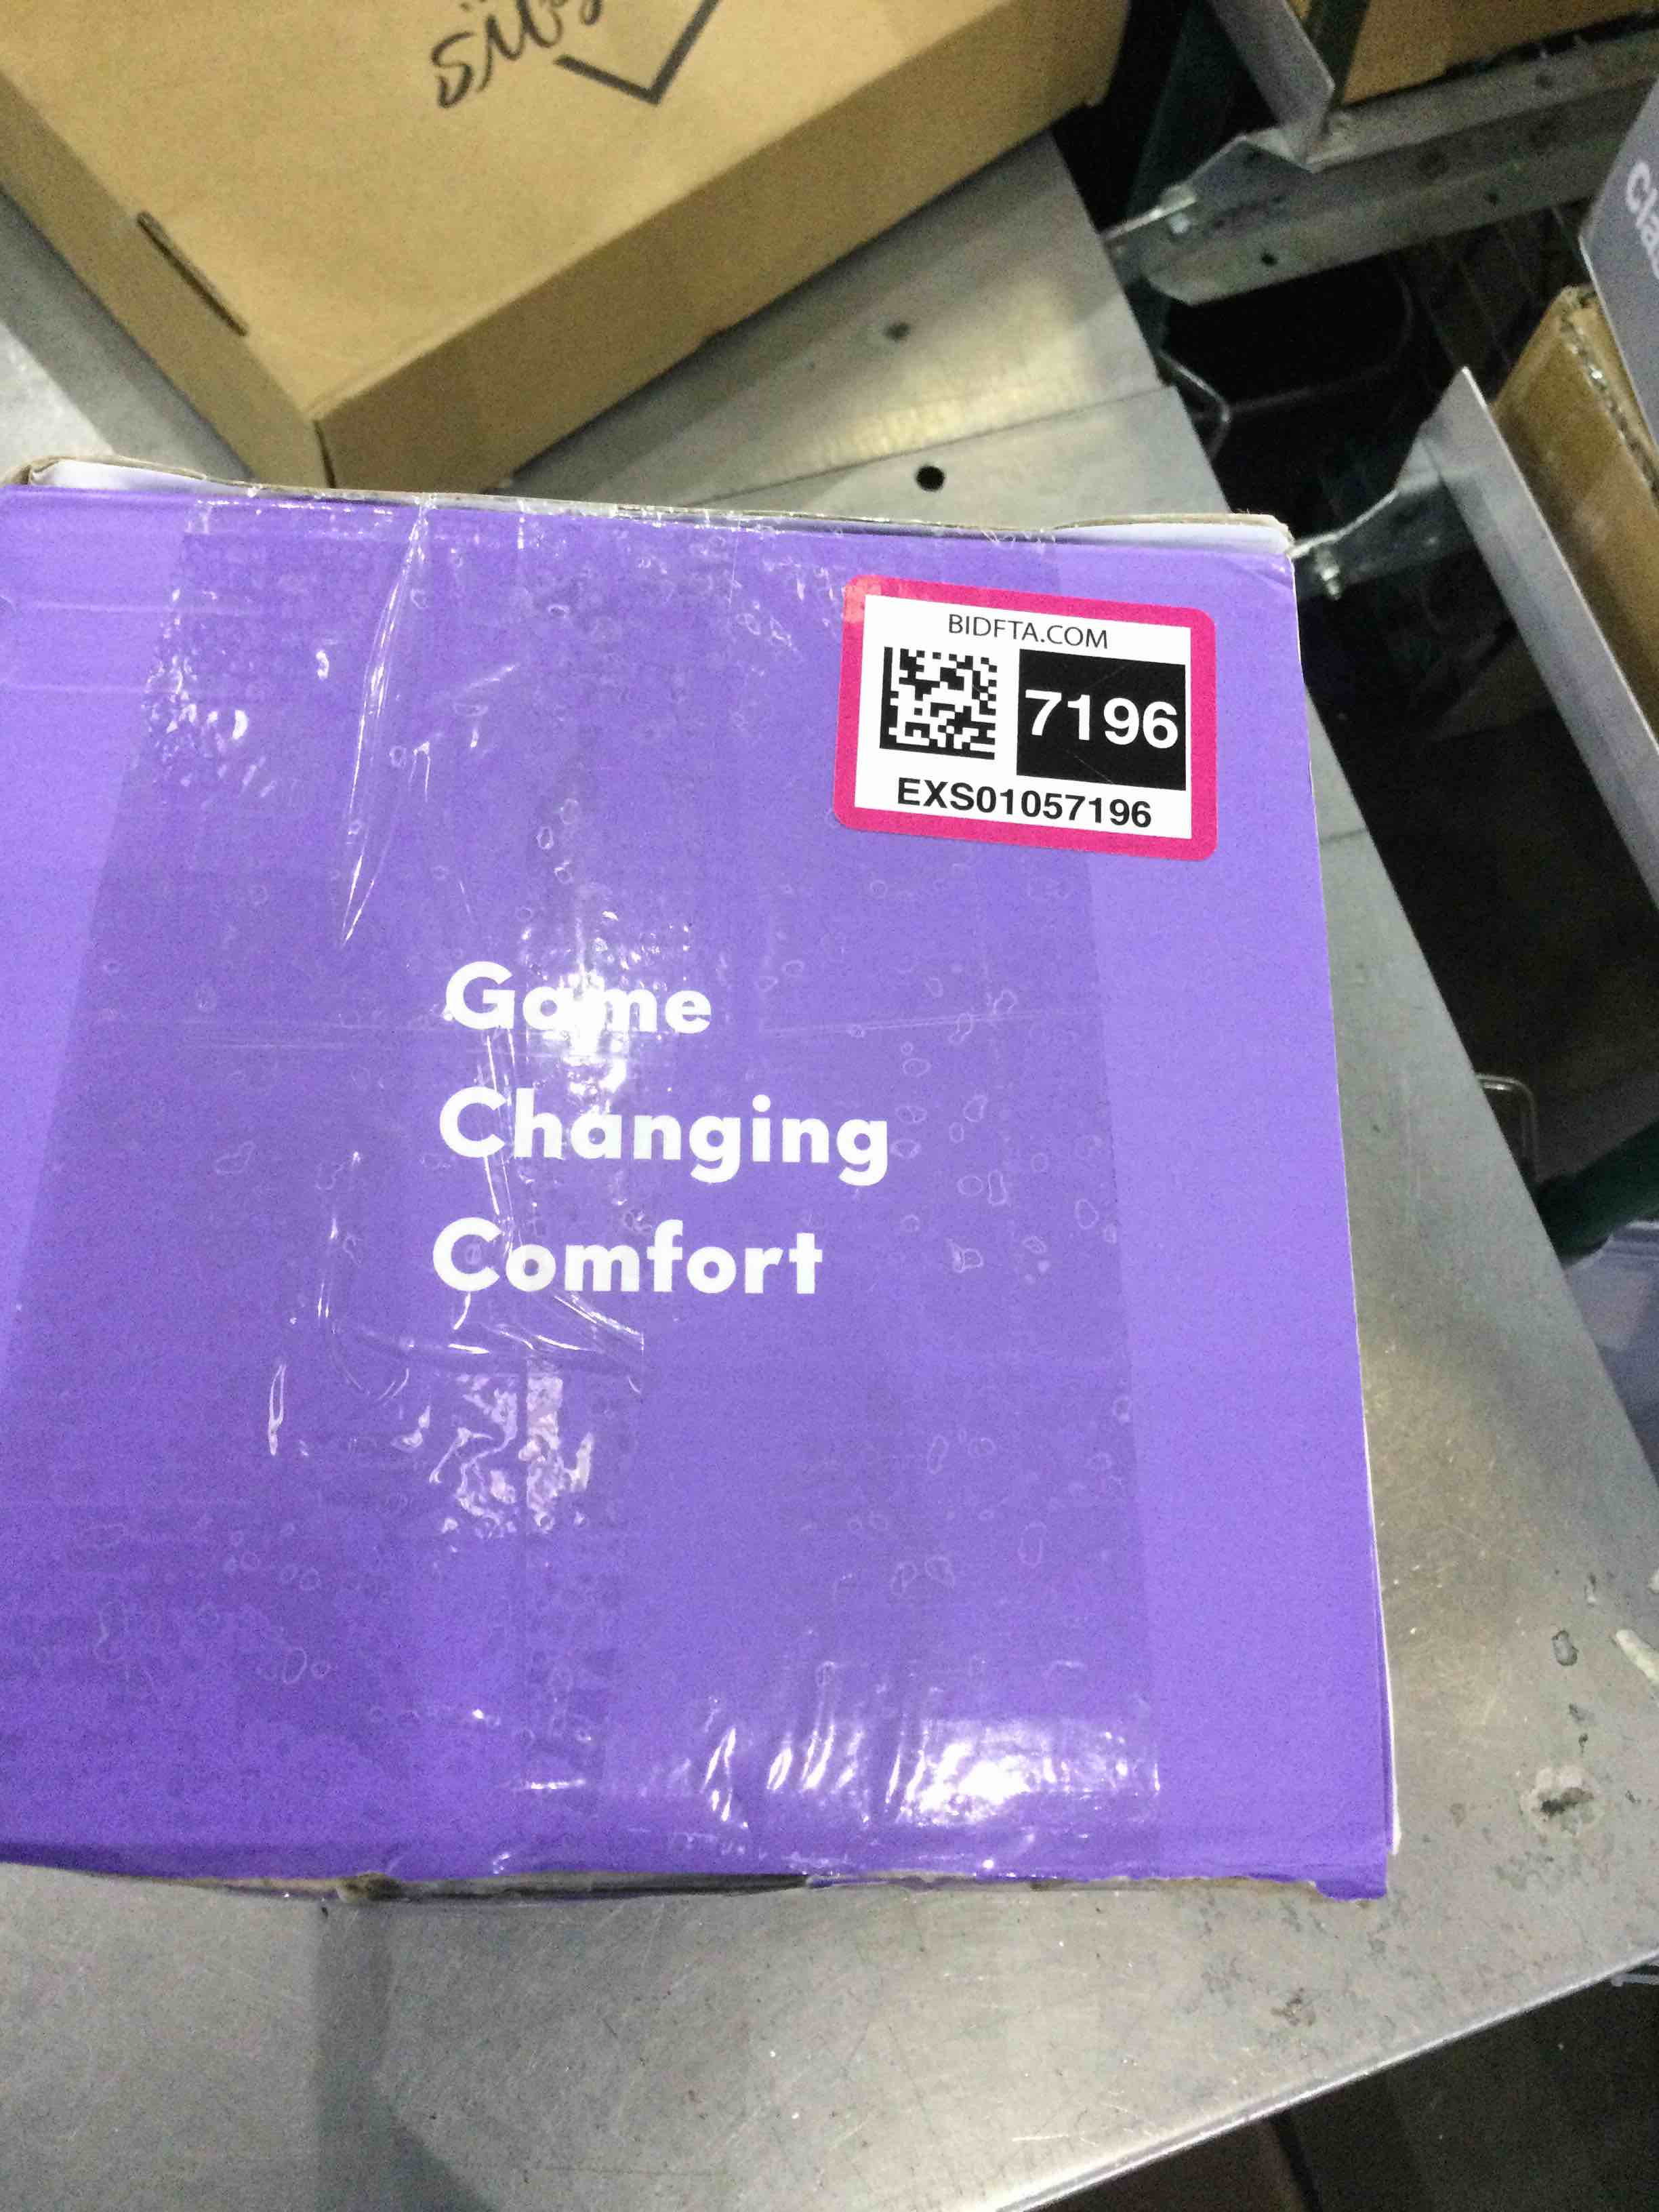 BIDFTA.COM
7196
EXS01057196
Game
Changing
Comfort